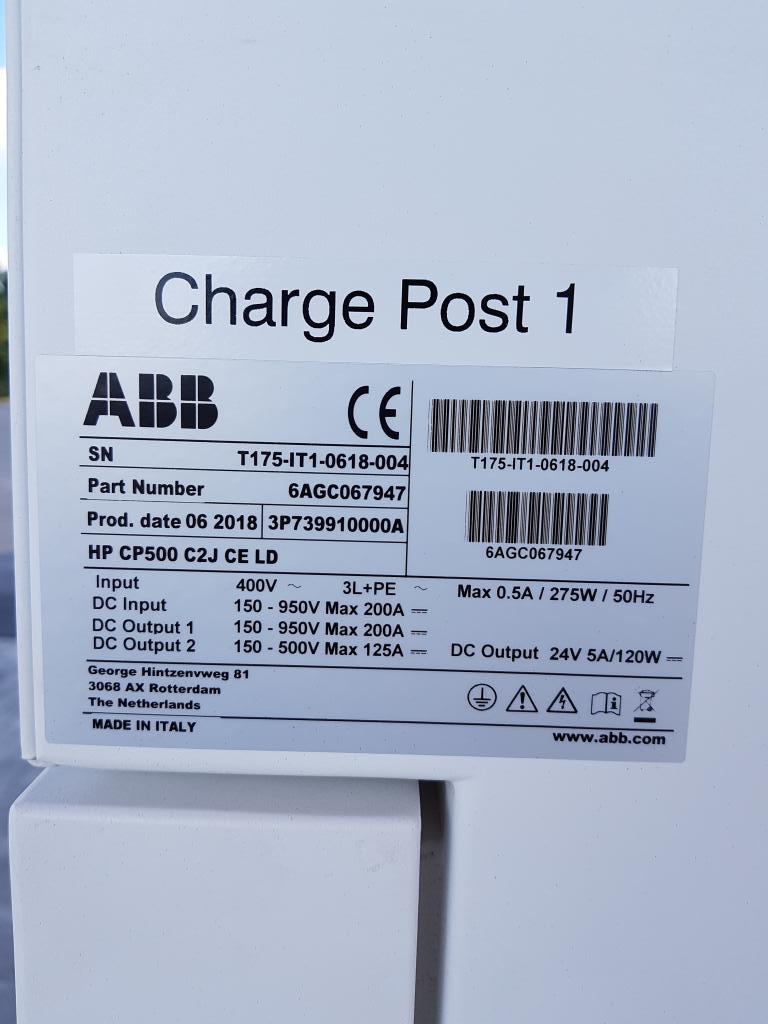 Charge Post 1
ABB CE
SN T175-IT1-0618-004
Part Number 6AGC067947
Prod. date 06 2018 3P739910000A
HP CP500 C2J CE LD
T175-IT1-0618-004
6AGC067947
Input 400V ~ 3L+PE ~ Max 0.5A / 275W / 50Hz
DC Input 150 - 950V Max 200A ⎓
DC Output 1 150 - 950V Max 200A ⎓
DC Output 2 150 - 500V Max 125A ⎓ DC Output 24V 5A/120W ⎓
George Hintzenvweg 81
3068 AX Rotterdam
The Netherlands
MADE IN ITALY
www.abb.com